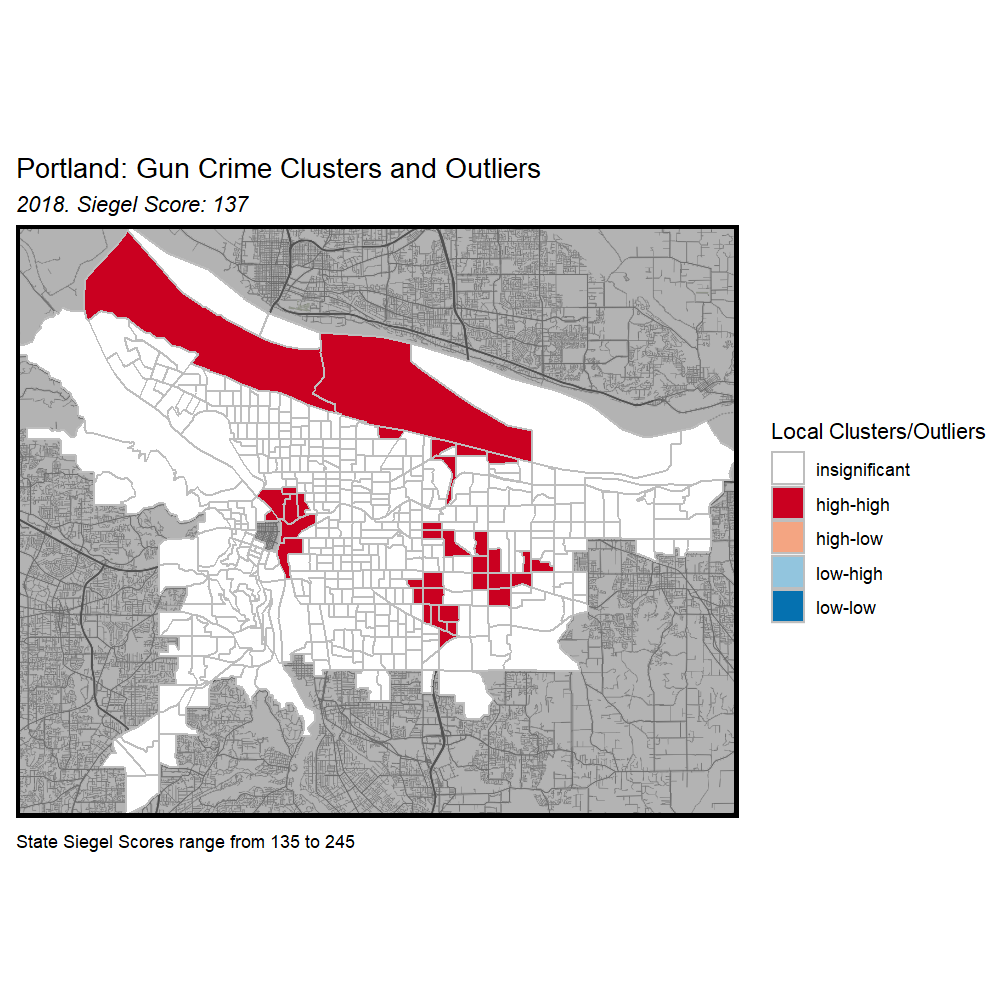 Portland: Gun Crime Clusters and Outliers
2018. Siegel Score: 137
Local Clusters/Outliers
insignificant
high-high
high-low
low-high
low-low
State Siegel Scores range from 135 to 245